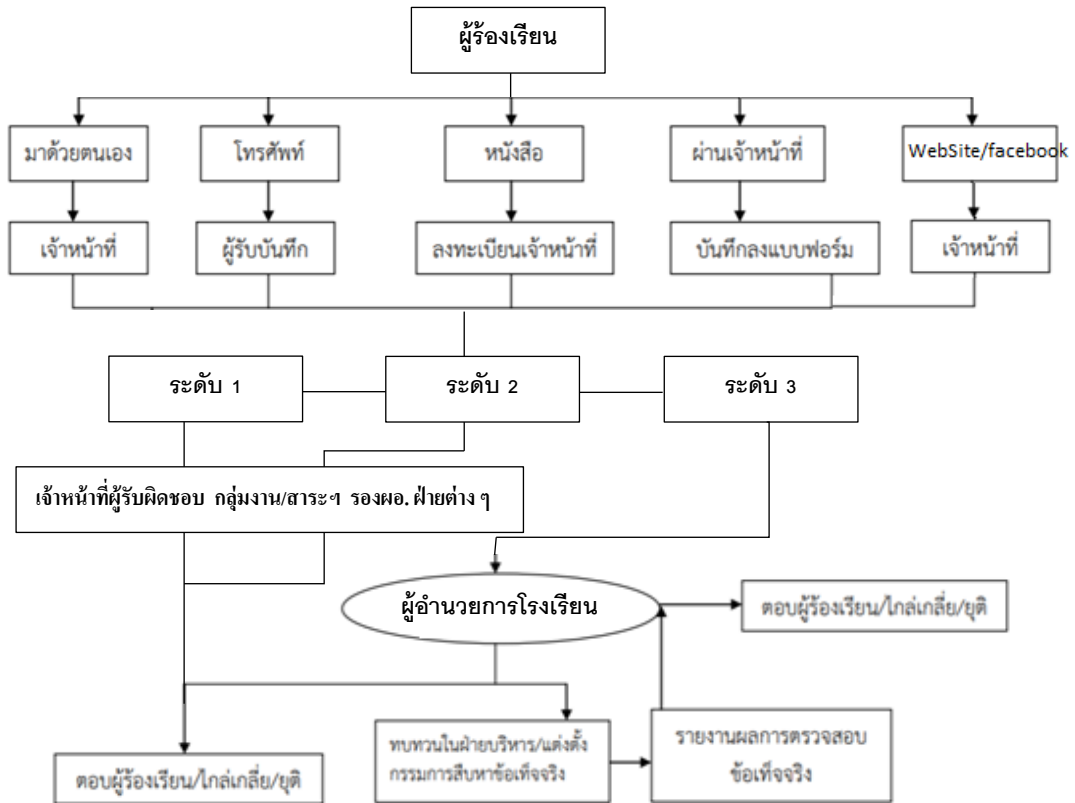 ผู้ร้องเรียน
มาด้วยตนเอง
โทรศัพท์
หนังสือ
ผ่านเจ้าหน้าที่
WebSite/facebook
เจ้าหน้าที่
ผู้รับบันทึก
ลงทะเบียนเจ้าหน้าที่
บันทึกลงแบบฟอร์ม
เจ้าหน้าที่
ระดับ 1
ระดับ 2
ระดับ 3
เจ้าหน้าที่ผู้รับผิดชอบ กลุ่มงาน/สาระฯ รองผอ. ฝ่ายต่าง ๆ
ผู้อำนวยการโรงเรียน
ตอบผู้ร้องเรียน/ไกล่เกลี่ย/ยุติ
ทบทวนในฝ่ายบริหาร/แต่งตั้ง
กรรมการสืบหาข้อเท็จจริง
รายงานผลการตรวจสอบ
ข้อเท็จจริง
ตอบผู้ร้องเรียน/ไกล่เกลี่ย/ยุติ